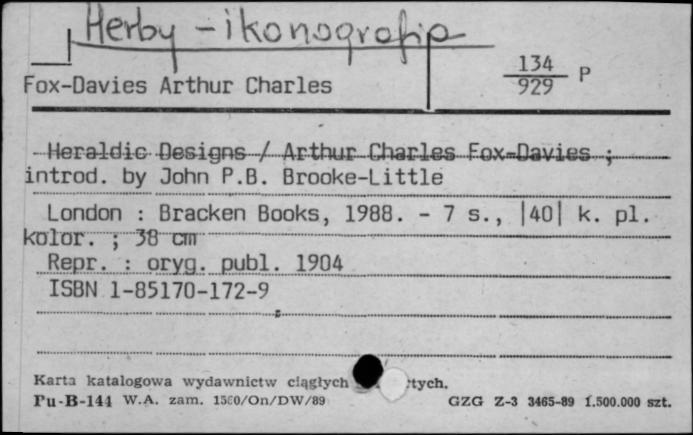 Herby - ikonografia
134
929 P
Fox-Davies Arthur Charles
Heraldic Designs / Arthur Charles Fox-Davies ;
introd. by John P.B. Brooke-Little
London : Bracken Books, 1988. - 7 s., |40| k. pl.
kolor. ; 38 cm
Repr. : oryg. publ. 1904
ISBN 1-85170-172-9
Karta katalogowa wydawnictw ciągłych tych.
Pu-B-144 W.A. zam. 1560/On/DW/89 GZG Z-3 3465-89 1.500.000 szt.